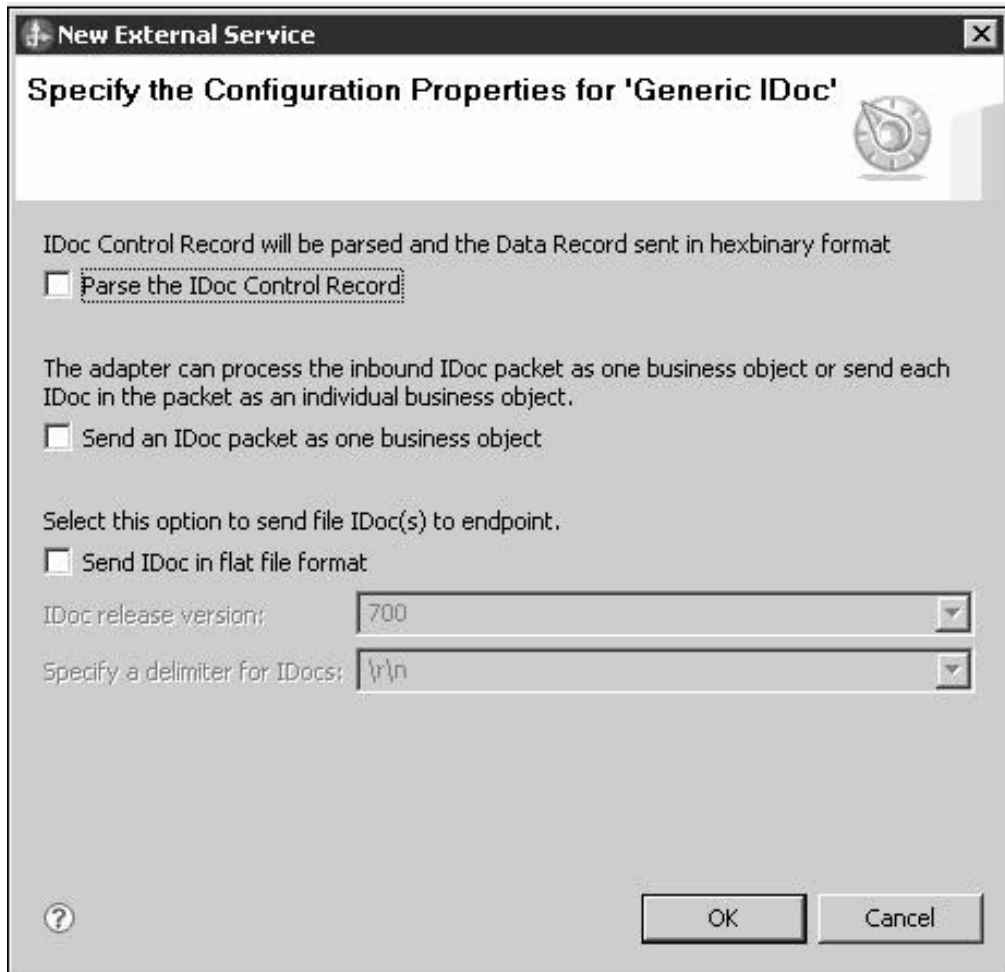 New External Service
Specify the Configuration Properties for 'Generic IDoc'
IDoc Control Record will be parsed and the Data Record sent in hexbinary format
Parse the IDoc Control Record
The adapter can process the inbound IDoc packet as one business object or send each
IDoc in the packet as an individual business object.
Send an IDoc packet as one business object
Select this option to send file IDoc(s) to endpoint.
Send IDoc in flat file format
IDoc release version: 700
Specify a delimiter for IDocs: \r\n
? OK Cancel